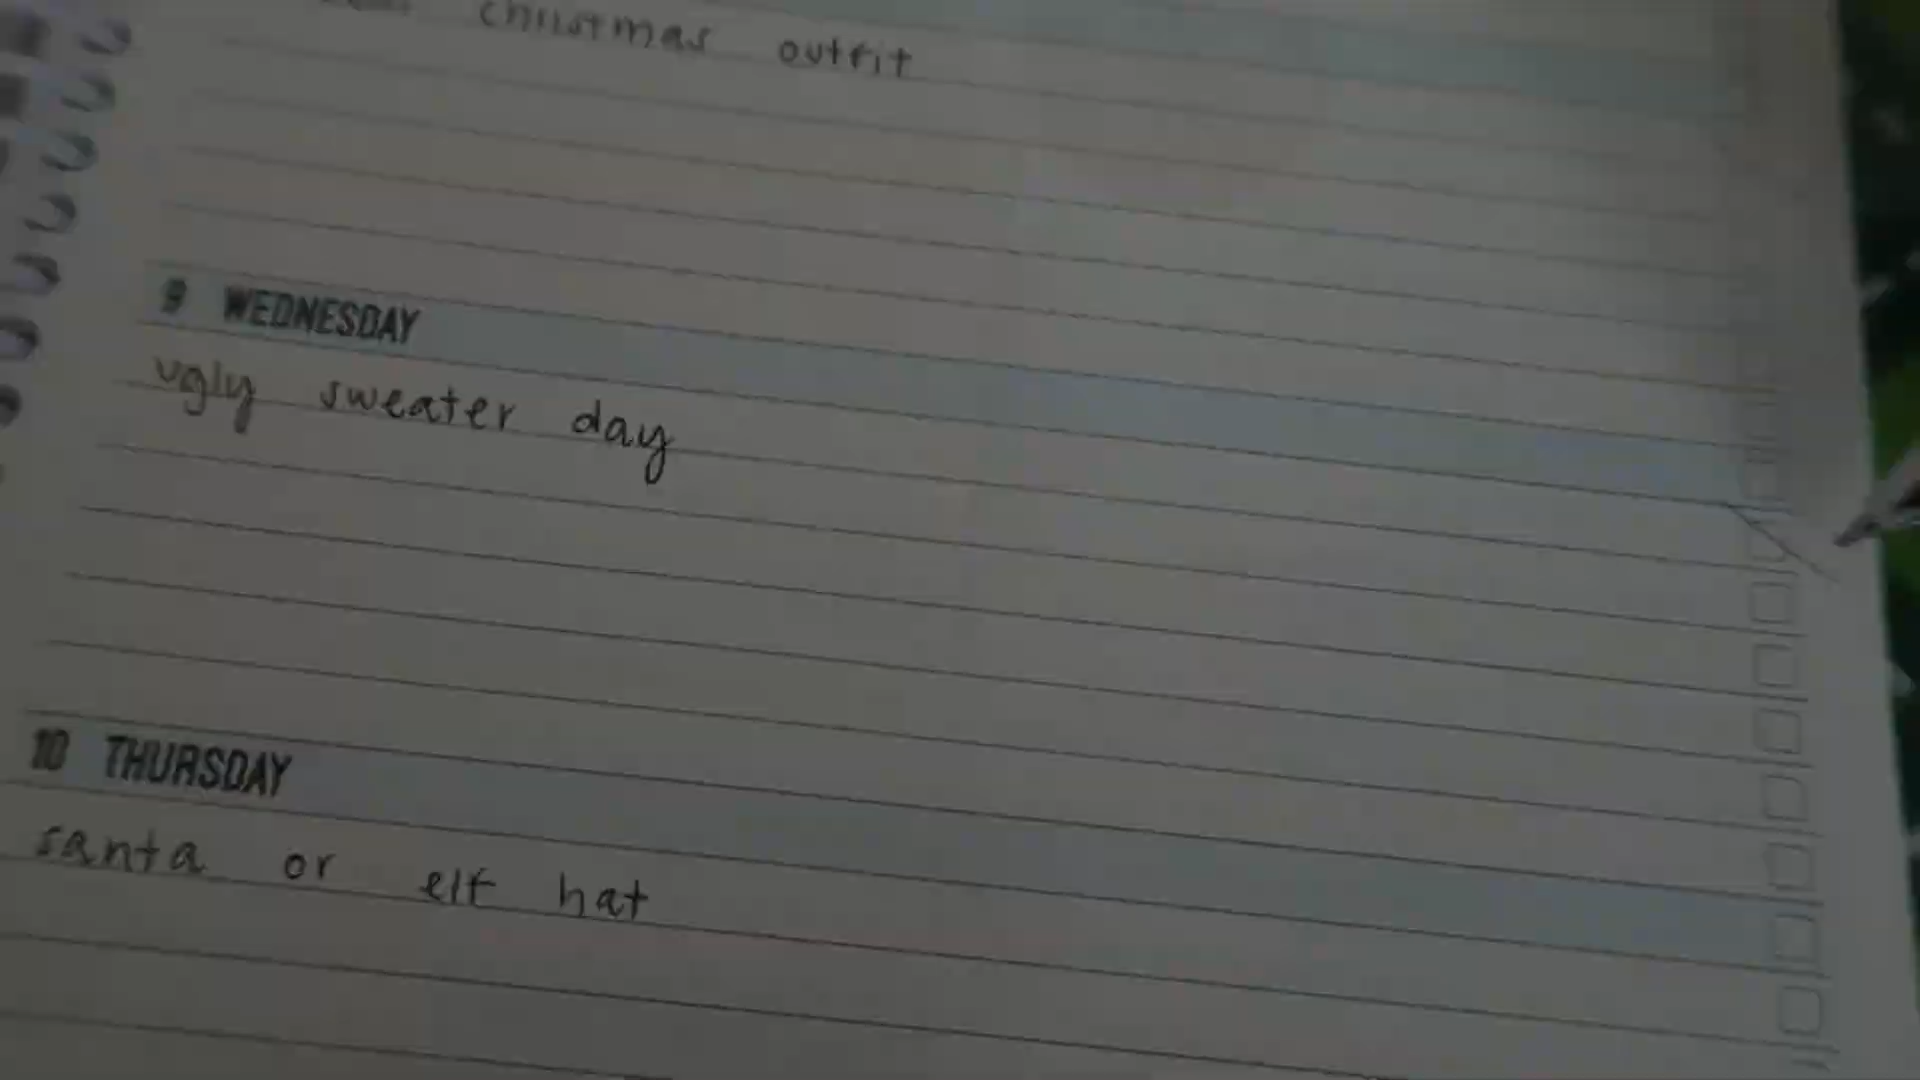 christmas outfit
9 WEDNESDAY
ugly sweater day
10 THURSDAY
santa or elf hat